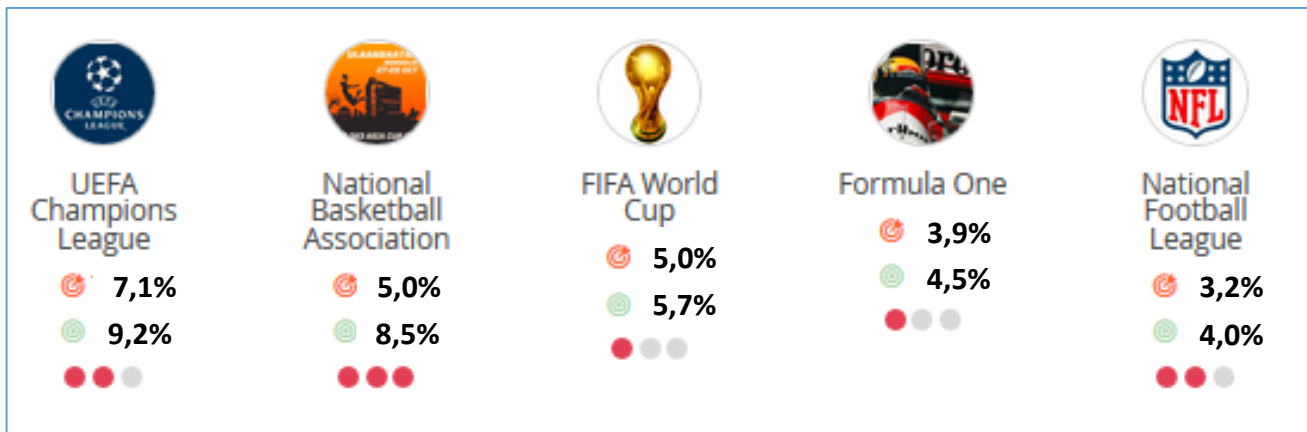 CHAMPIONS
LEAGUE
ULAANBAATAR
NFL
UEFA
Champions
League
7,1%
9,2%
National
Basketball
Association
5,0%
8,5%
FIFA World
Cup
5,0%
5,7%
Formula One
3,9%
4,5%
National
Football
League
3,2%
4,0%